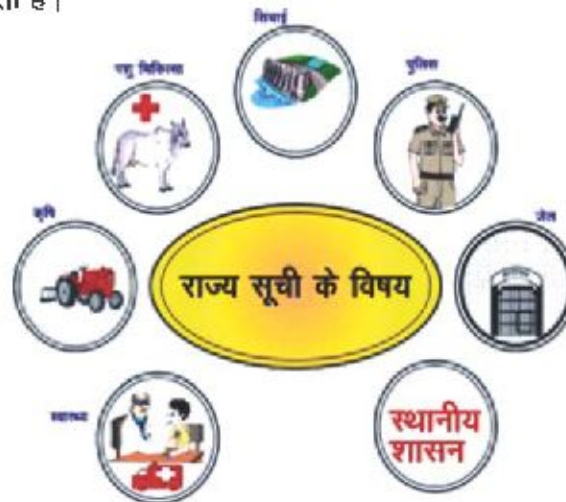 है।
सिंचाई
पशु चिकित्सा
पुलिस
कृषि
जेल
राज्य सूची के विषय
स्वास्थ्य
स्थानीय
शासन